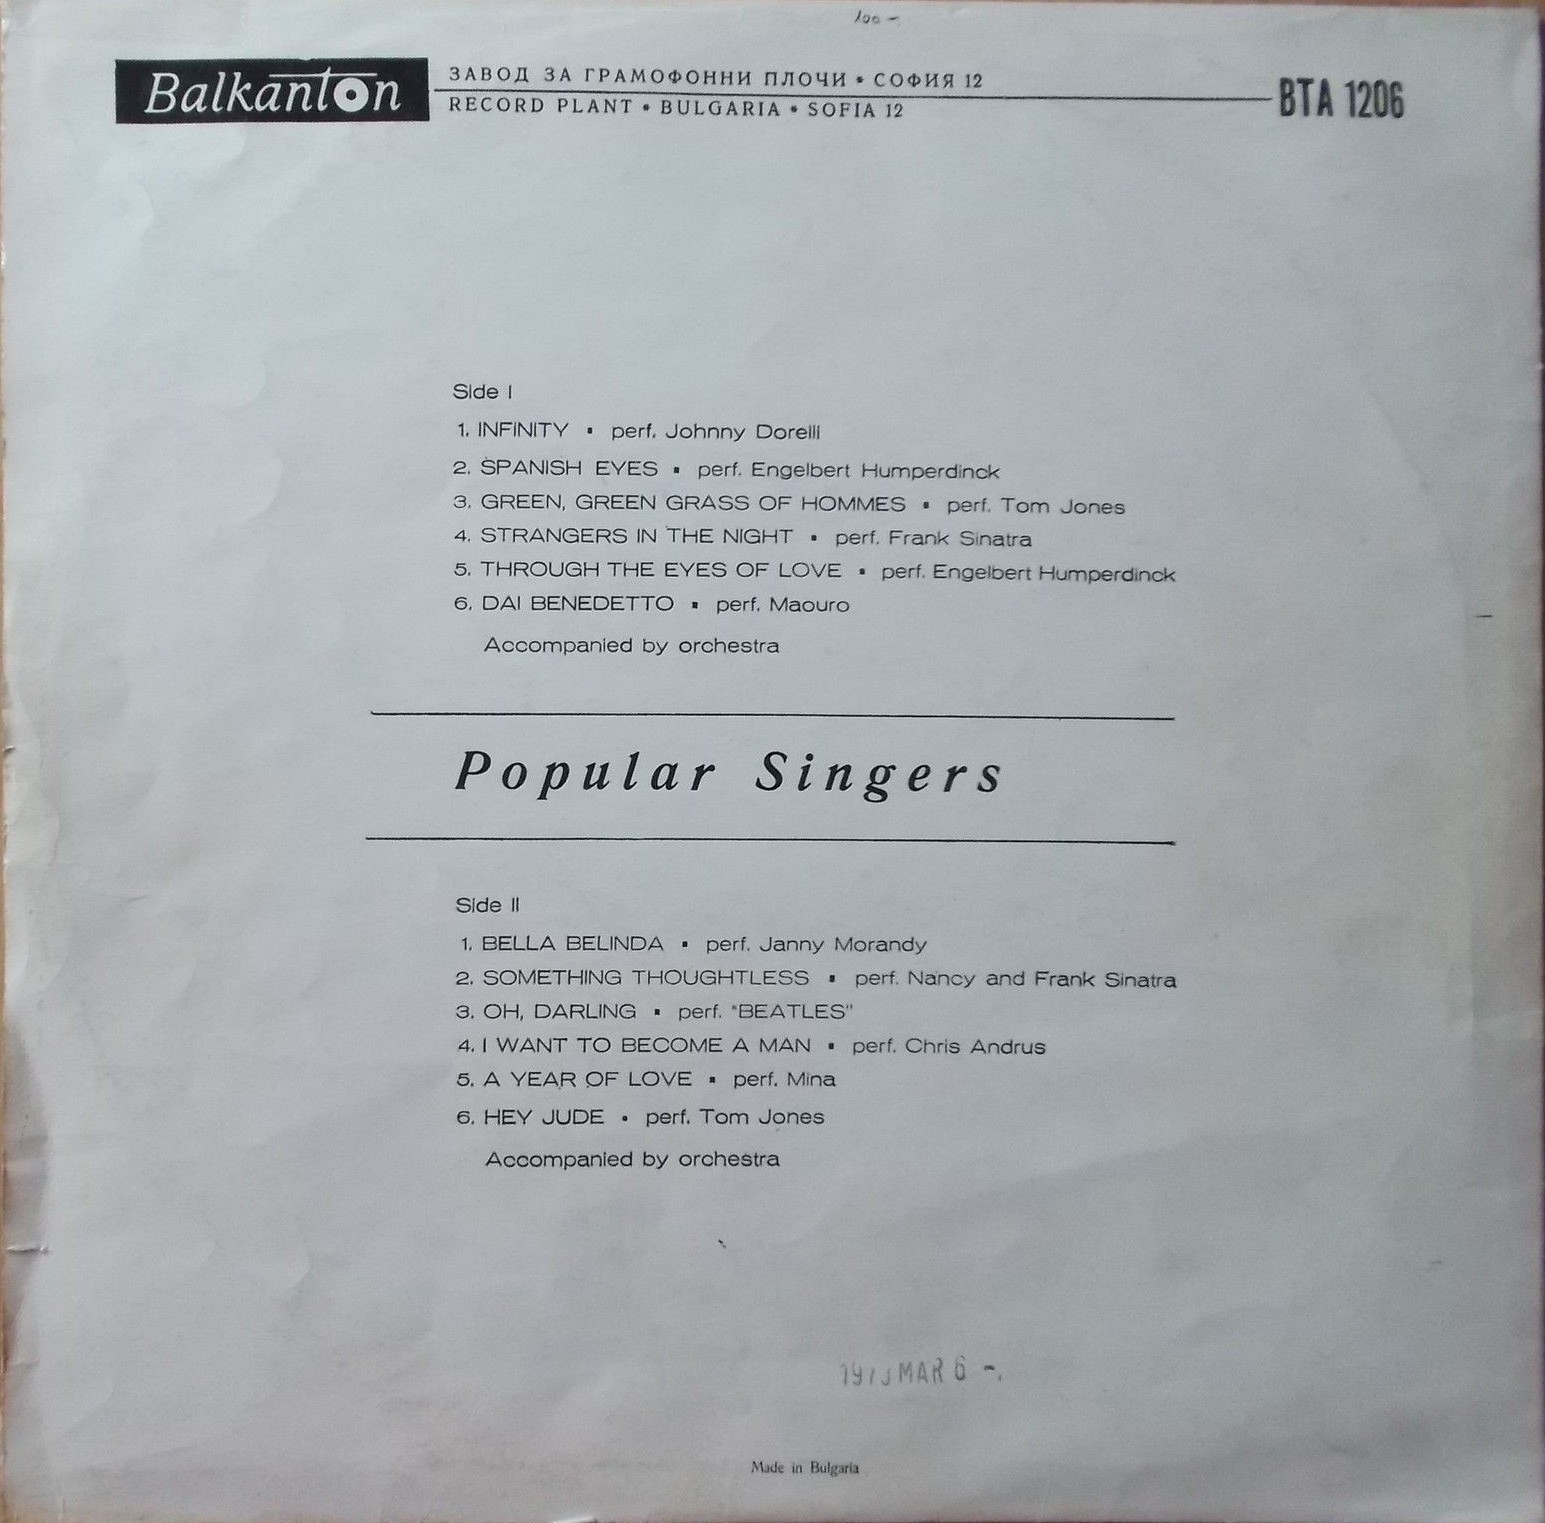 100 -
Balkanton
ЗАВОД ЗА ГРАМОФОННИ ПЛОЧИ • СОФИЯ 12
RECORD PLANT • BULGARIA • SOFIA 12
BTA 1206
Side I
1. INFINITY ▪ perf. Johnny Dorelli
2. SPANISH EYES ▪ perf. Engelbert Humperdinck
3. GREEN, GREEN GRASS OF HOMMES ▪ perf. Tom Jones
4. STRANGERS IN THE NIGHT ▪ perf. Frank Sinatra
5. THROUGH THE EYES OF LOVE ▪ perf. Engelbert Humperdinck
6. DAI BENEDETTO ▪ perf. Maouro
Accompanied by orchestra
Popular Singers
Side II
1. BELLA BELINDA ▪ perf. Janny Morandy
2. SOMETHING THOUGHTLESS ▪ perf. Nancy and Frank Sinatra
3. OH, DARLING ▪ perf. "BEATLES"
4. I WANT TO BECOME A MAN ▪ perf. Chris Andrus
5. A YEAR OF LOVE ▪ perf. Mina
6. HEY JUDE ▪ perf. Tom Jones
Accompanied by orchestra
MAR 6 -.
Made in Bulgaria